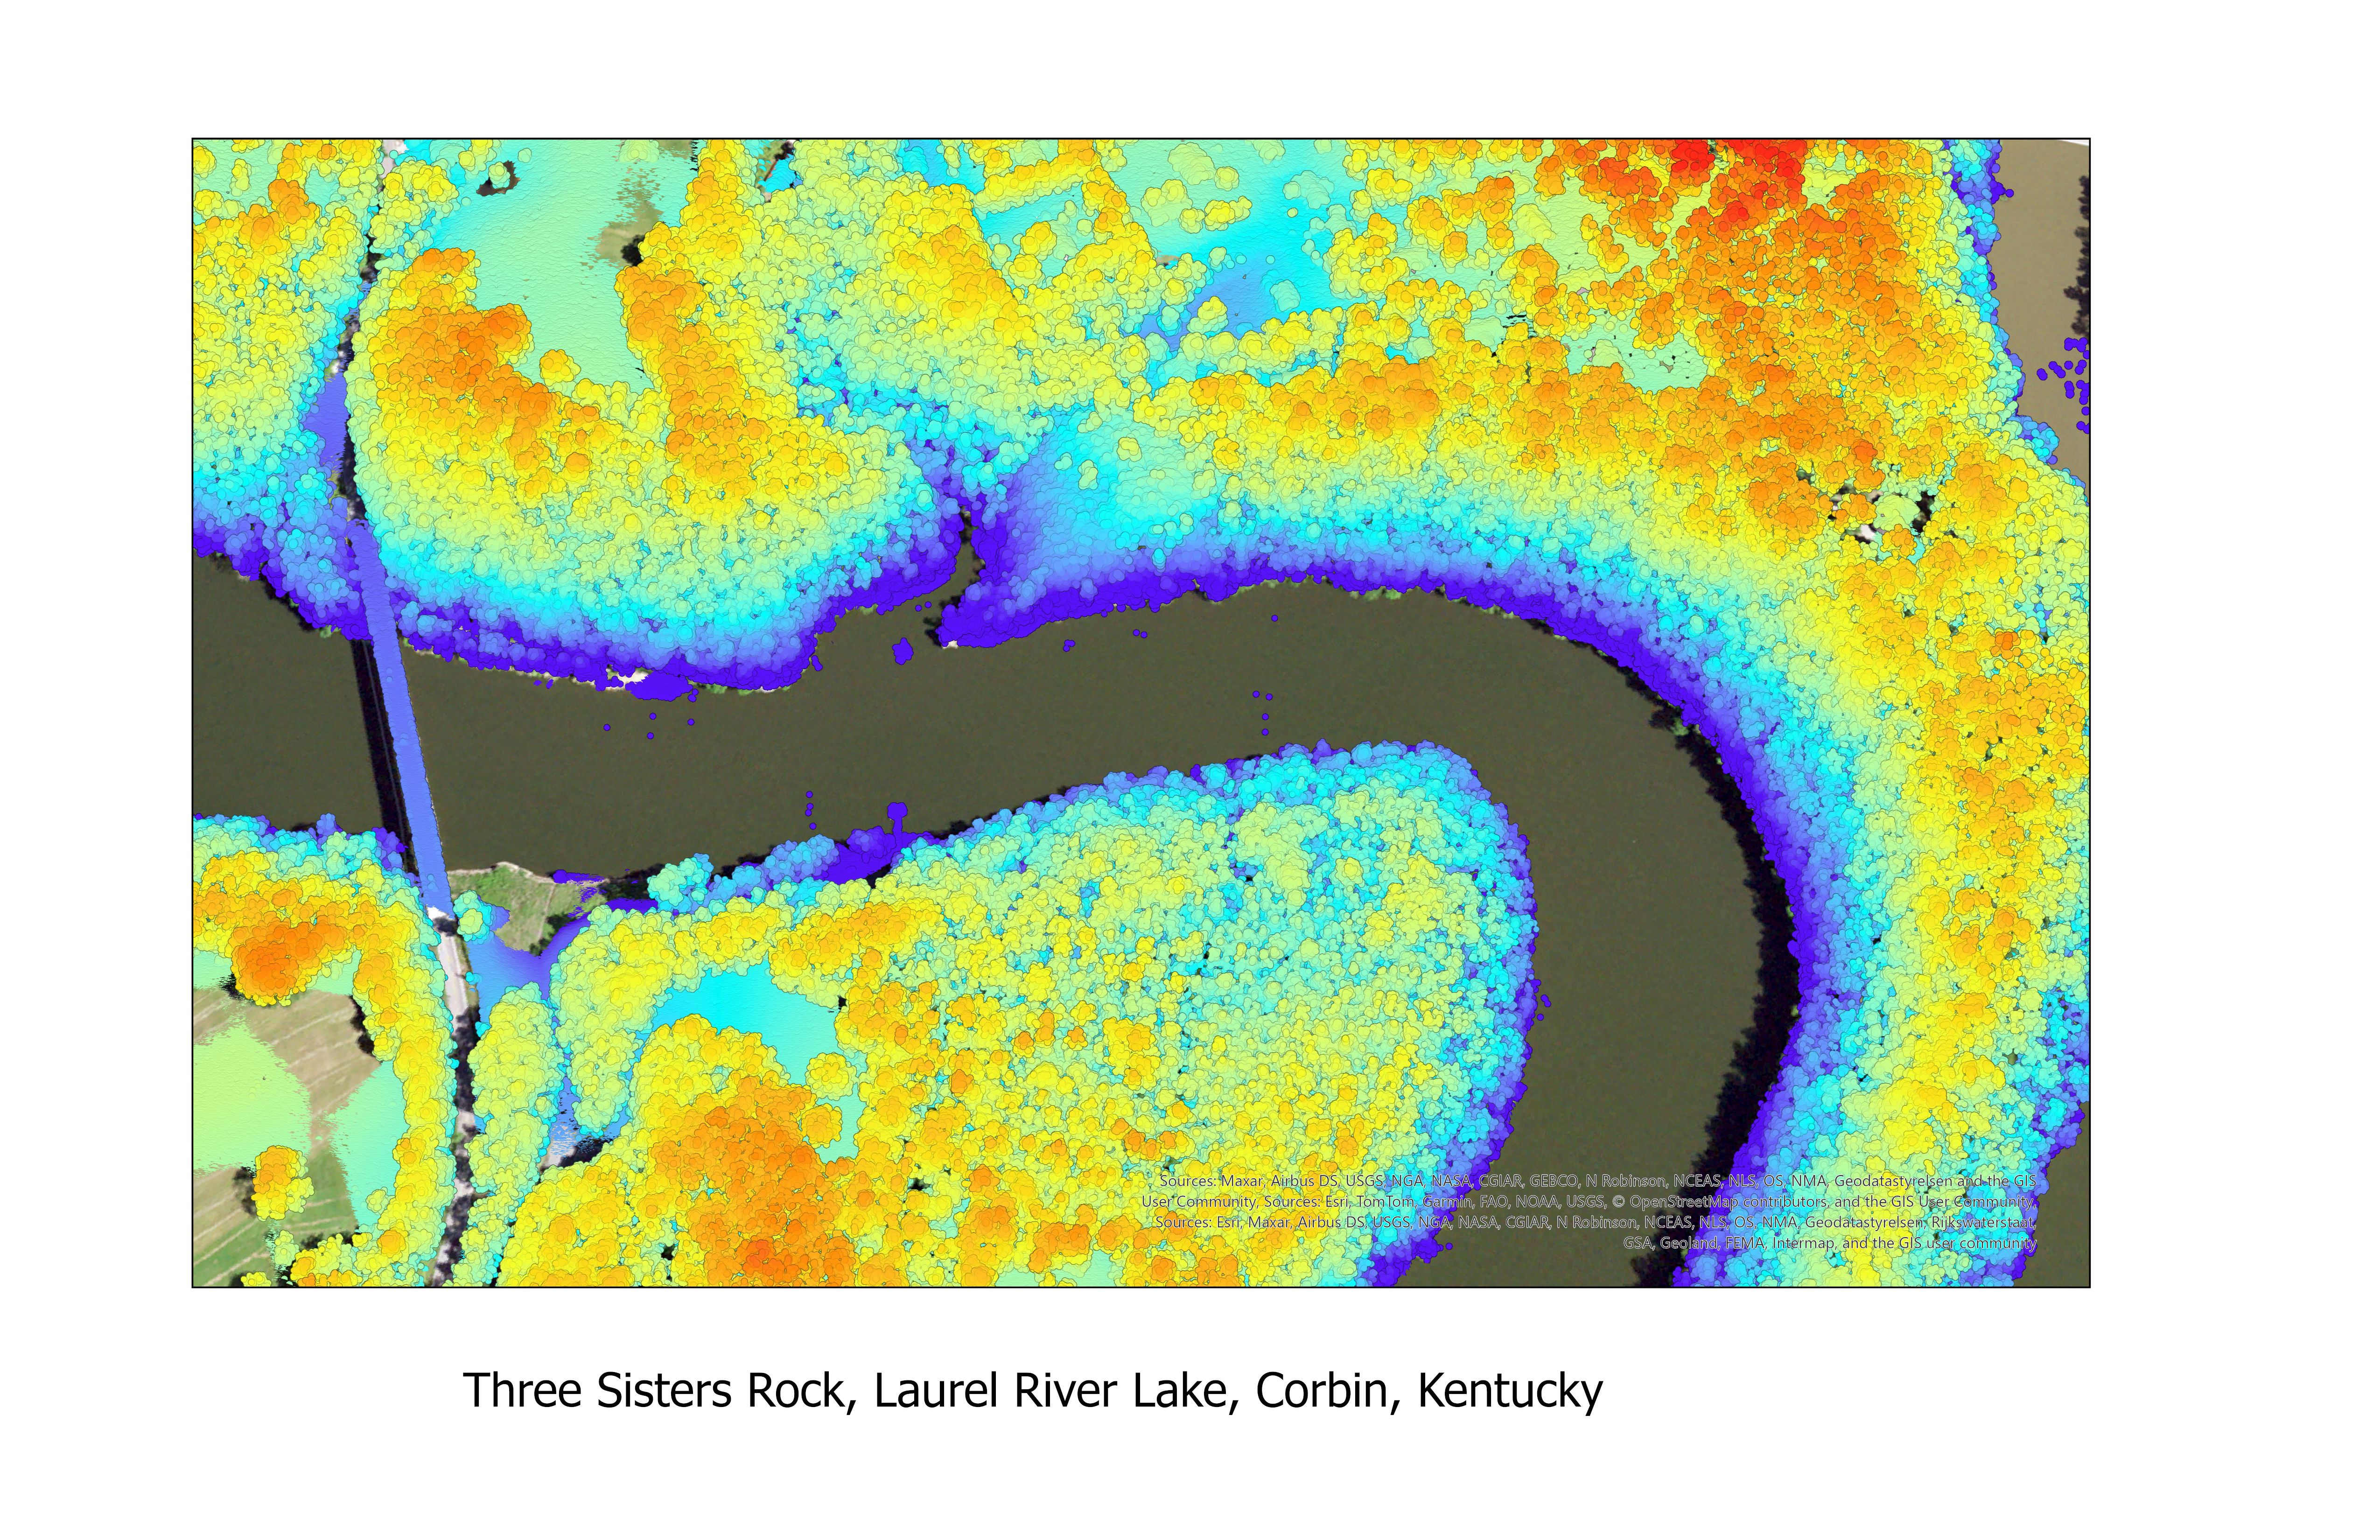 Sources: Maxar, Airbus DS, USGS, NGA, NASA, CGIAR, GEBCO, N Robinson, NCEAS, NLS, OS, NMA, Geodatastyrelsen and the GIS
User Community, Sources: Esri, TomTom, Garmin, FAO, NOAA, USGS, © OpenStreetMap contributors, and the GIS User Community,
Sources: Esri, Maxar, Airbus DS, USGS, NGA, NASA, CGIAR, N Robinson, NCEAS, NLS, OS, NMA, Geodatastyrelsen, Rijkswaterstaat,
GSA, Geoland, FEMA, Intermap, and the GIS user community
Three Sisters Rock, Laurel River Lake, Corbin, Kentucky